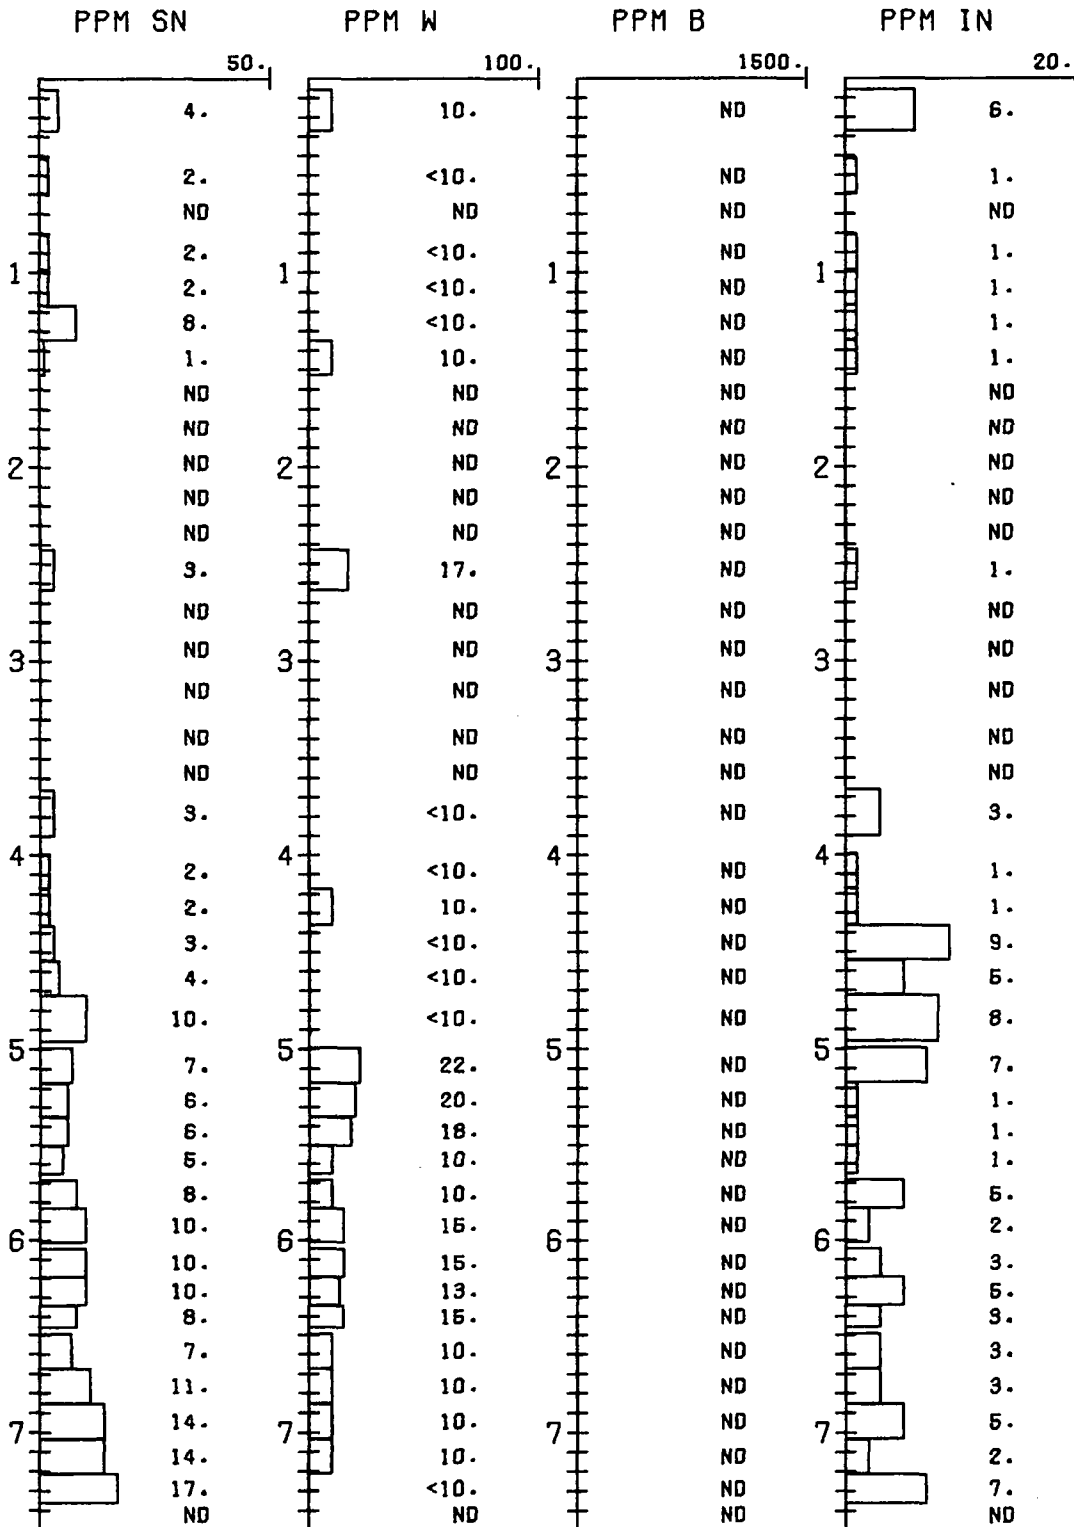 PPM SN PPM W PPM B PPM IN
50. 100. 1500. 20.
4. 10. ND 6.
2. <10. ND 1.
ND ND ND ND
2. <10. ND 1.
1 1 1 1
2. <10. ND 1.
8. <10. ND 1.
1. 10. ND 1.
ND ND ND ND
ND ND ND ND
2 ND 2 ND 2 ND 2 ND
ND ND ND ND
ND ND ND ND
3. 17. ND 1.
ND ND ND ND
ND ND ND ND
3 3 3 3
ND ND ND ND
ND ND ND ND
ND ND ND ND
3. <10. ND 3.
4 4 4 4
2. <10. ND 1.
2. 10. ND 1.
3. <10. ND 9.
4. <10. ND 5.
10. <10. ND 8.
5 5 5 5
7. 22. ND 7.
6. 20. ND 1.
6. 18. ND 1.
5. 10. ND 1.
8. 10. ND 5.
10. 15. ND 2.
6 6 6 6
10. 15. ND 3.
10. 13. ND 5.
8. 15. ND 3.
7. 10. ND 3.
11. 10. ND 3.
14. 10. ND 5.
7 7 7 7
14. 10. ND 2.
17. <10. ND 7.
ND ND ND ND